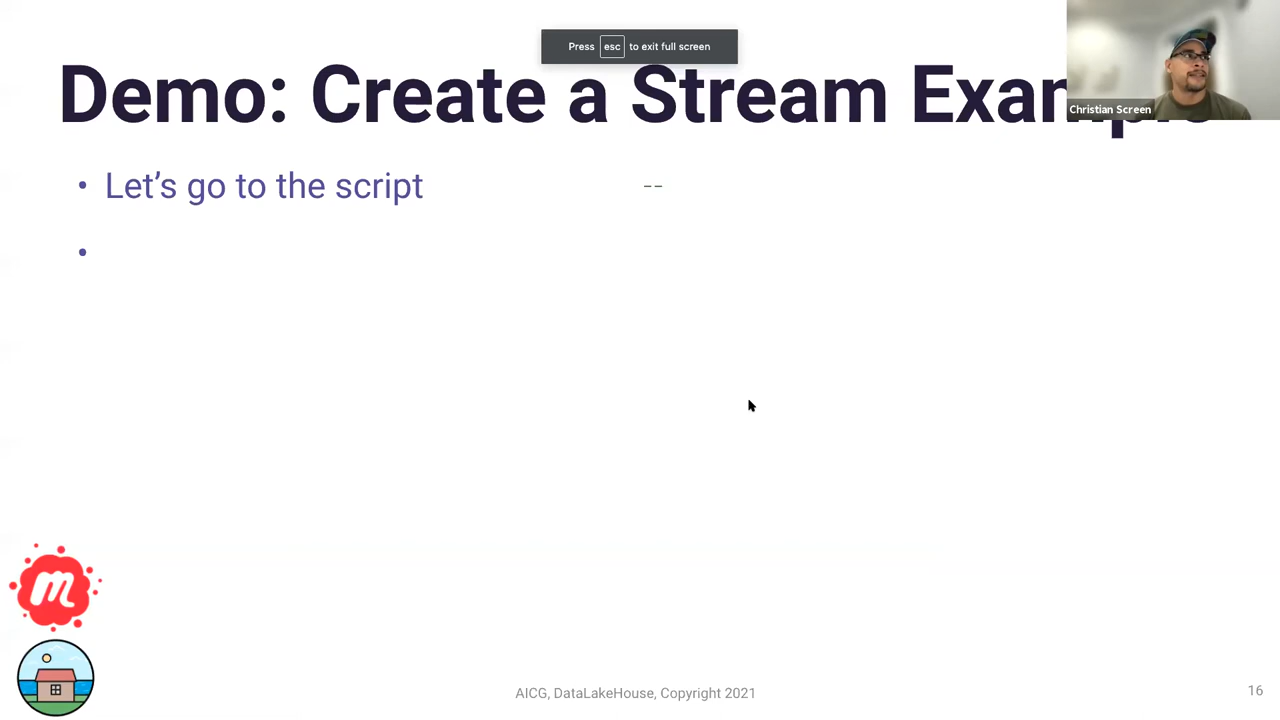 Press esc to exit full screen
Demo: Create a Stream
Christian Screen
• Let’s go to the script
--
•
m
AICG, DataLakeHouse, Copyright 2021
16